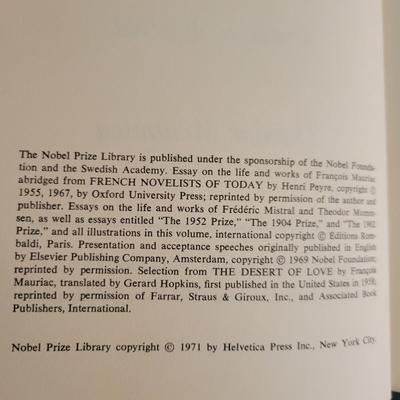 The Nobel Prize Library is published under the sponsorship of the Nobel Founda-
tion and the Swedish Academy. Essay on the life and works of François Mauriac
abridged from FRENCH NOVELISTS OF TODAY by Henri Peyre, copyright ©
1955, 1967, by Oxford University Press; reprinted by permission of the author and
publisher. Essays on the life and works of Frédéric Mistral and Theodor Momm-
sen, as well as essays entitled "The 1952 Prize," "The 1904 Prize," and "The 1902
Prize," and all illustrations in this volume, international copyright © Editions Rom-
baldi, Paris. Presentation and acceptance speeches originally published in English
by Elsevier Publishing Company, Amsterdam, copyright © 1969 Nobel Foundation;
reprinted by permission. Selection from THE DESERT OF LOVE by François
Mauriac, translated by Gerard Hopkins, first published in the United States in
reprinted by permission of Farrar, Straus & Giroux, Inc., and Associated Book
Publishers, International.
Nobel Prize Library copyright © 1971 by Helvetica Press Inc., New York City.